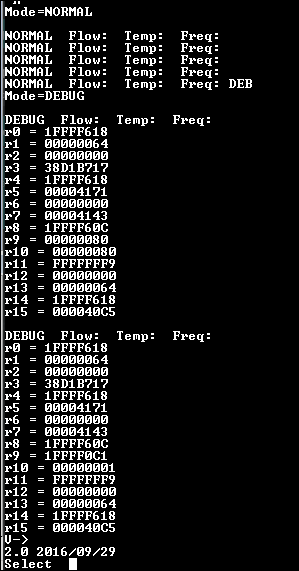 Mode=NORMAL
NORMAL Flow: Temp: Freq:
NORMAL Flow: Temp: Freq:
NORMAL Flow: Temp: Freq:
NORMAL Flow: Temp: Freq:
NORMAL Flow: Temp: Freq: DEB
Mode=DEBUG
DEBUG Flow: Temp: Freq:
r0 = 1FFFF618
r1 = 00000064
r2 = 00000000
r3 = 38D1B717
r4 = 1FFFF618
r5 = 00004171
r6 = 00000000
r7 = 00004143
r8 = 1FFFF60C
r9 = 00000080
r10 = 00000080
r11 = FFFFFFF9
r12 = 00000000
r13 = 00000064
r14 = 1FFFF618
r15 = 000040C5
DEBUG Flow: Temp: Freq:
r0 = 1FFFF618
r1 = 00000064
r2 = 00000000
r3 = 38D1B717
r4 = 1FFFF618
r5 = 00004171
r6 = 00000000
r7 = 00004143
r8 = 1FFFF60C
r9 = 1FFFF0C1
r10 = 00000001
r11 = FFFFFFF9
r12 = 00000000
r13 = 00000064
r14 = 1FFFF618
r15 = 000040C5
V->
2.0 2016/09/29
Select